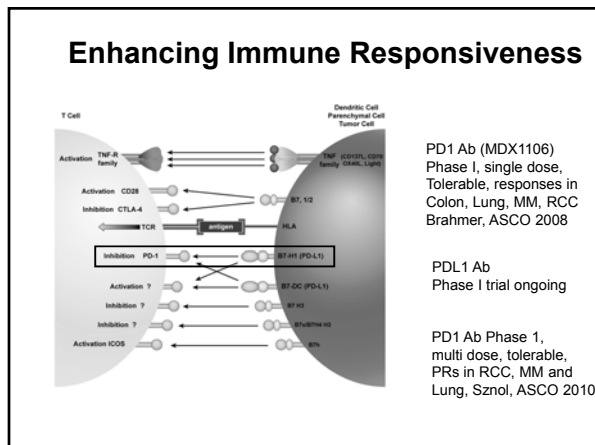 Enhancing Immune Responsiveness
T Cell
Dendritic Cell
Parenchymal Cell
Tumor Cell
Activation
TNF-R
family
TNF
family
(CD137L, CD70
OX40L, Light)
Activation CD28
B7, 1/2
Inhibition CTLA-4
TCR
antigen
HLA
Inhibition PD-1
B7-H1 (PD-L1)
Activation ?
B7-DC (PD-L1)
Inhibition ?
B7 H3
Inhibition ?
B7s/B7H4 H3
Activation ICOS
B7h
PD1 Ab (MDX1106)
Phase I, single dose,
Tolerable, responses in
Colon, Lung, MM, RCC
Brahmer, ASCO 2008
PDL1 Ab
Phase I trial ongoing
PD1 Ab Phase 1,
multi dose, tolerable,
PRs in RCC, MM and
Lung, Sznol, ASCO 2010